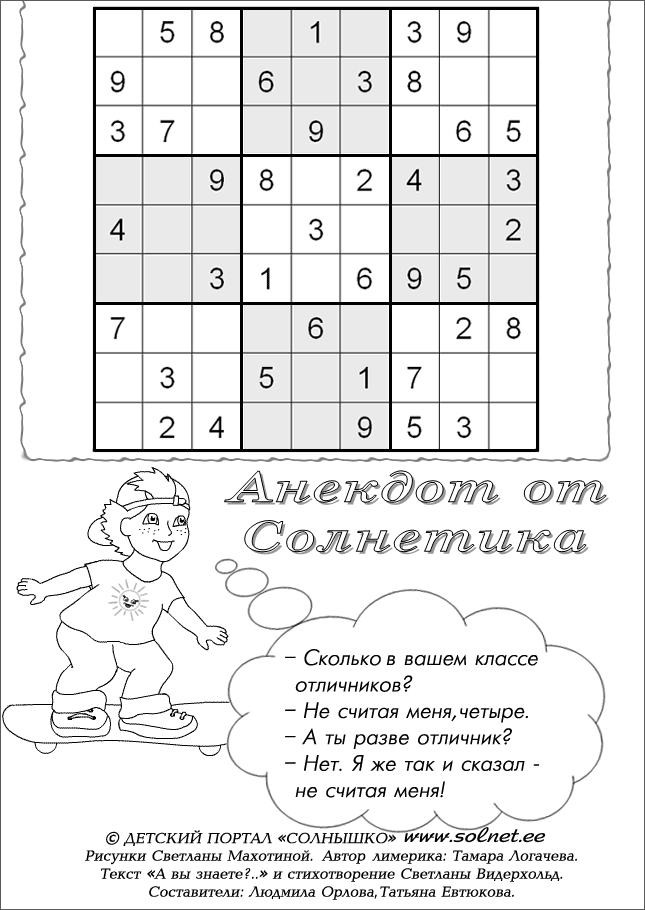 5 8 1 3 9
9 6 3 8
3 7 9 6 5
9 8 2 4 3
4 3 2
3 1 6 9 5
7 6 2 8
3 5 1 7
2 4 9 5 3
Анекдот от
Солнетика
– Сколько в вашем классе
отличников?
– Не считая меня,четыре.
– А ты разве отличник?
– Нет. Я же так и сказал -
не считая меня!
© ДЕТСКИЙ ПОРТАЛ «СОЛНЫШКО» www.solnet.ee
Рисунки Светланы Махотиной. Автор лимерика: Тамара Логачева.
Текст «А вы знаете?..» и стихотворение Светланы Видерхольд.
Составители: Людмила Орлова,Татьяна Евтюкова.